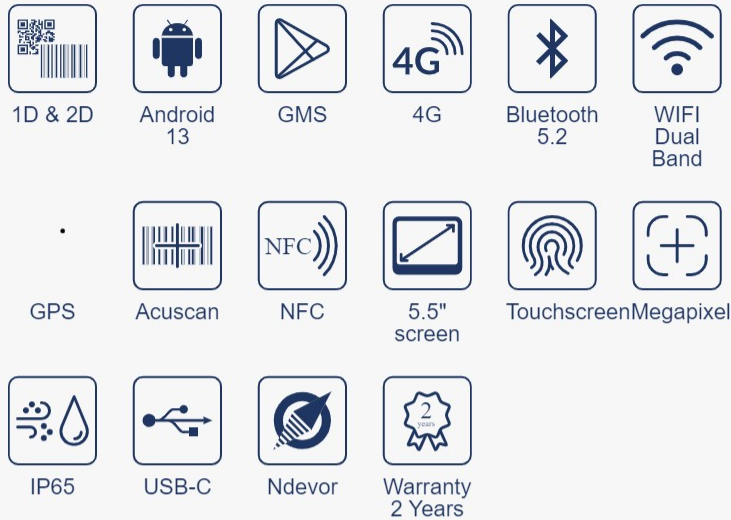 1D & 2D
Android
13
GMS
4G
4G
Bluetooth
5.2
WIFI
Dual
Band
GPS
Acuscan
NFC
NFC
5.5"
screen
Touchscreen
Megapixel
IP65
USB-C
Ndevor
2
years
Warranty
2 Years